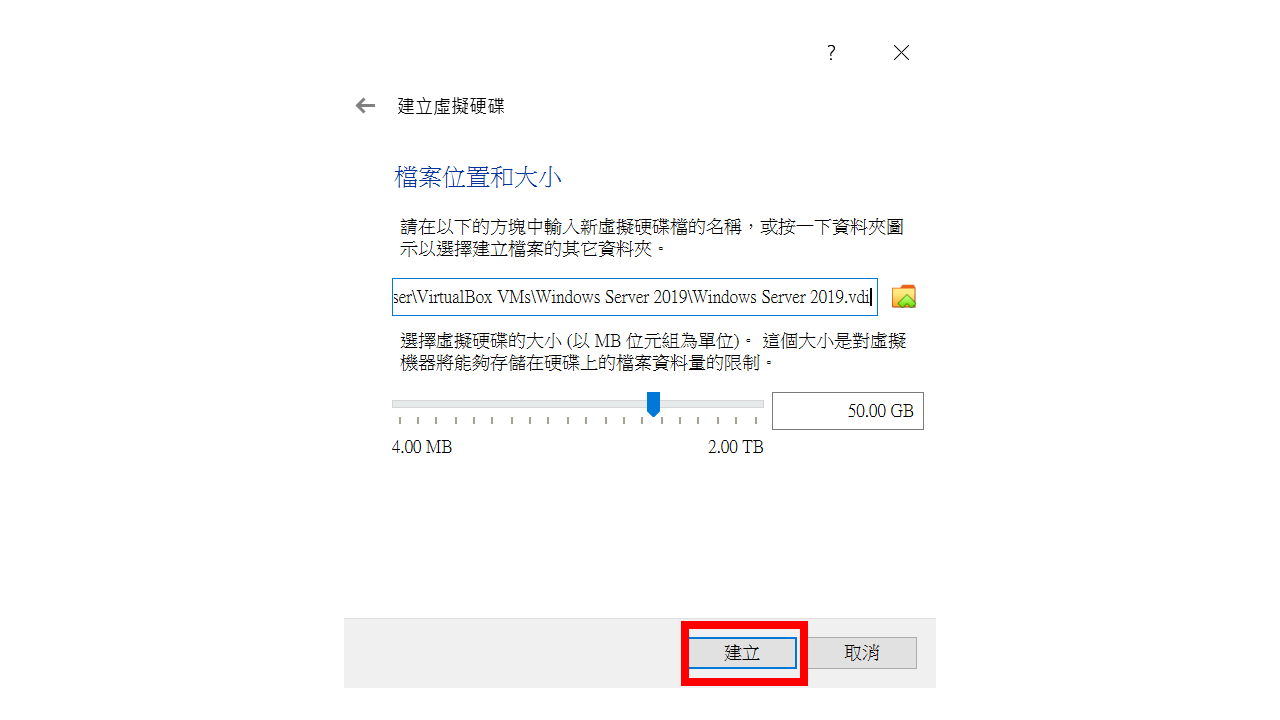 ?
建立虛擬硬碟
檔案位置和大小
請在以下的方塊中輸入新虛擬硬碟檔的名稱，或按一下資料夾圖
示以選擇建立檔案的其它資料夾。
ser\VirtualBox VMs\Windows Server 2019\Windows Server 2019.vdi
選擇虛擬硬碟的大小 (以 MB 位元組為單位)。 這個大小是對虛擬
機器將能夠存儲在硬碟上的檔案資料量的限制。
50.00 GB
4.00 MB 2.00 TB
建立 取消